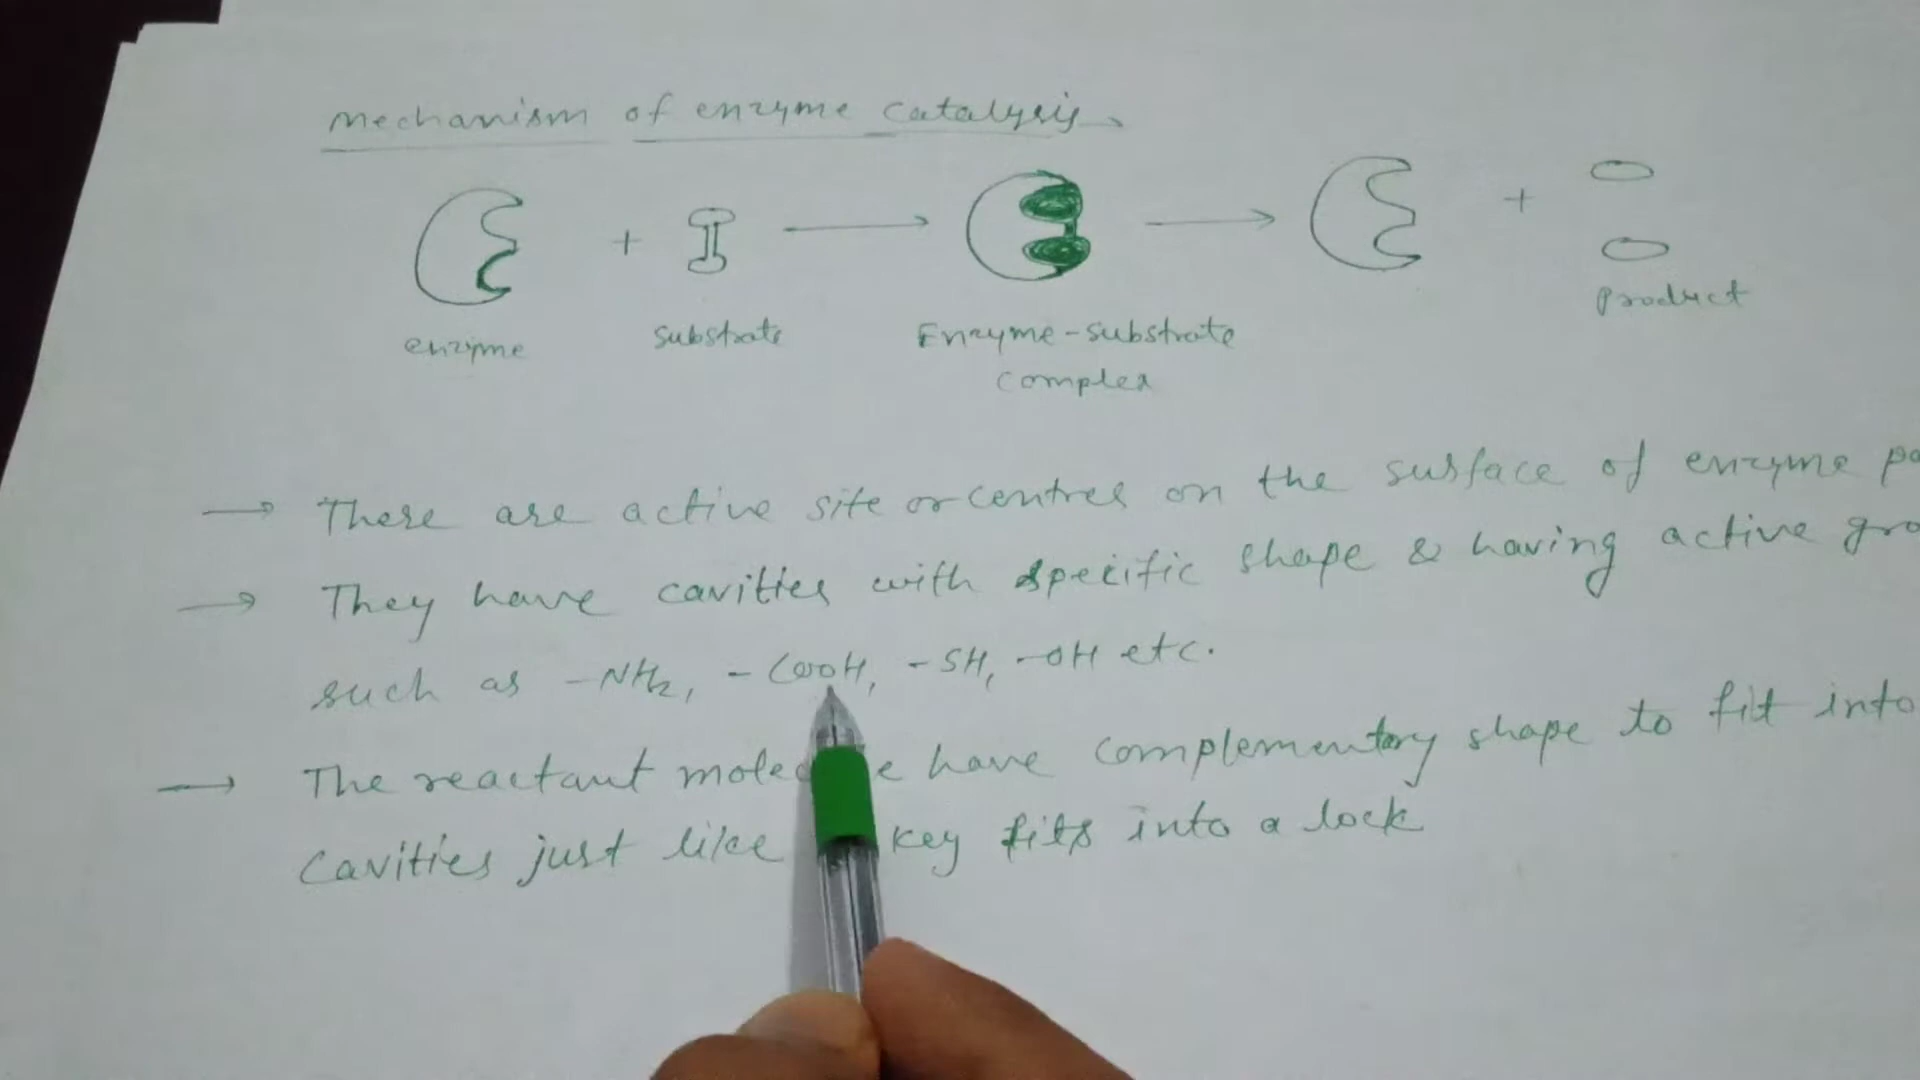 Mechanism of enzyme catalysis
+ → → +
enzyme substrate Enzyme-substrate complex product
→ There are active site or centres on the surface of enzyme
→ They have cavities with specific shape & having active
such as -NH2, -COOH, -SH, -OH etc.
→ The reactant have complementary shape to fit into
cavities just like key fits into a lock